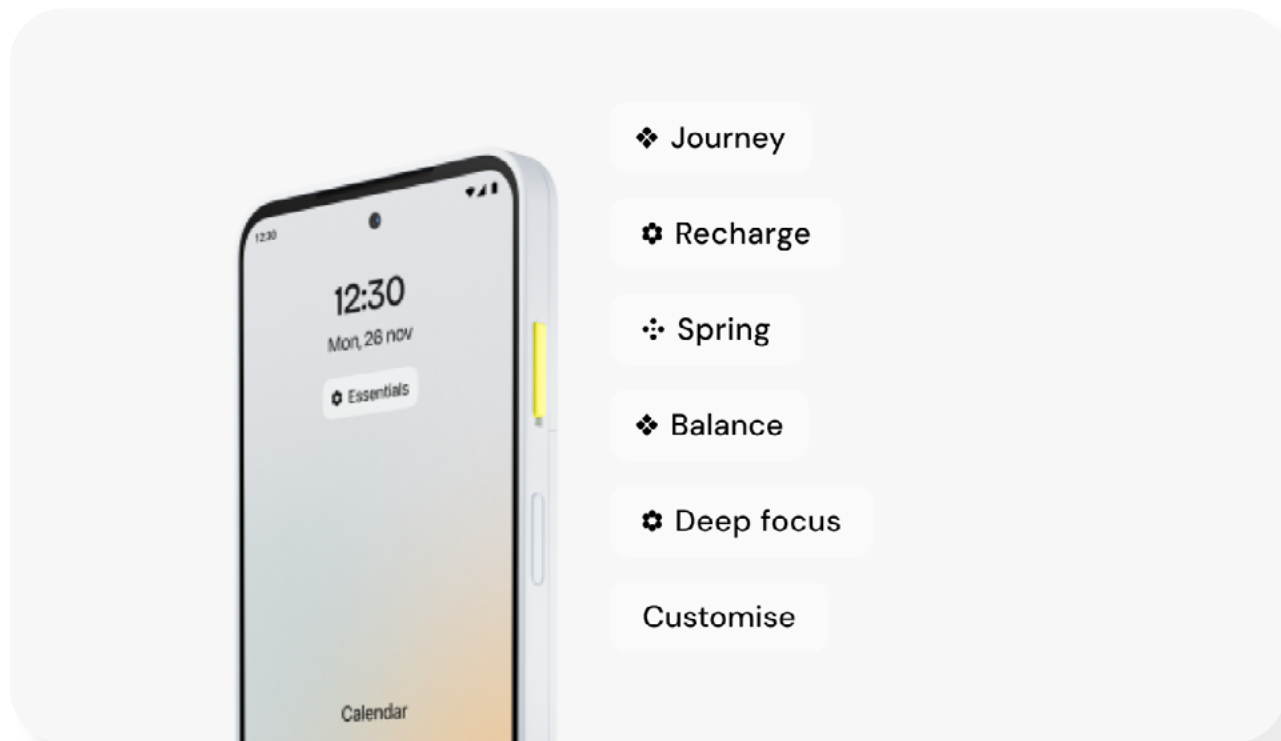 12:30
12:30
Mon, 26 nov
Essentials
Calendar
Journey
Recharge
Spring
Balance
Deep focus
Customise